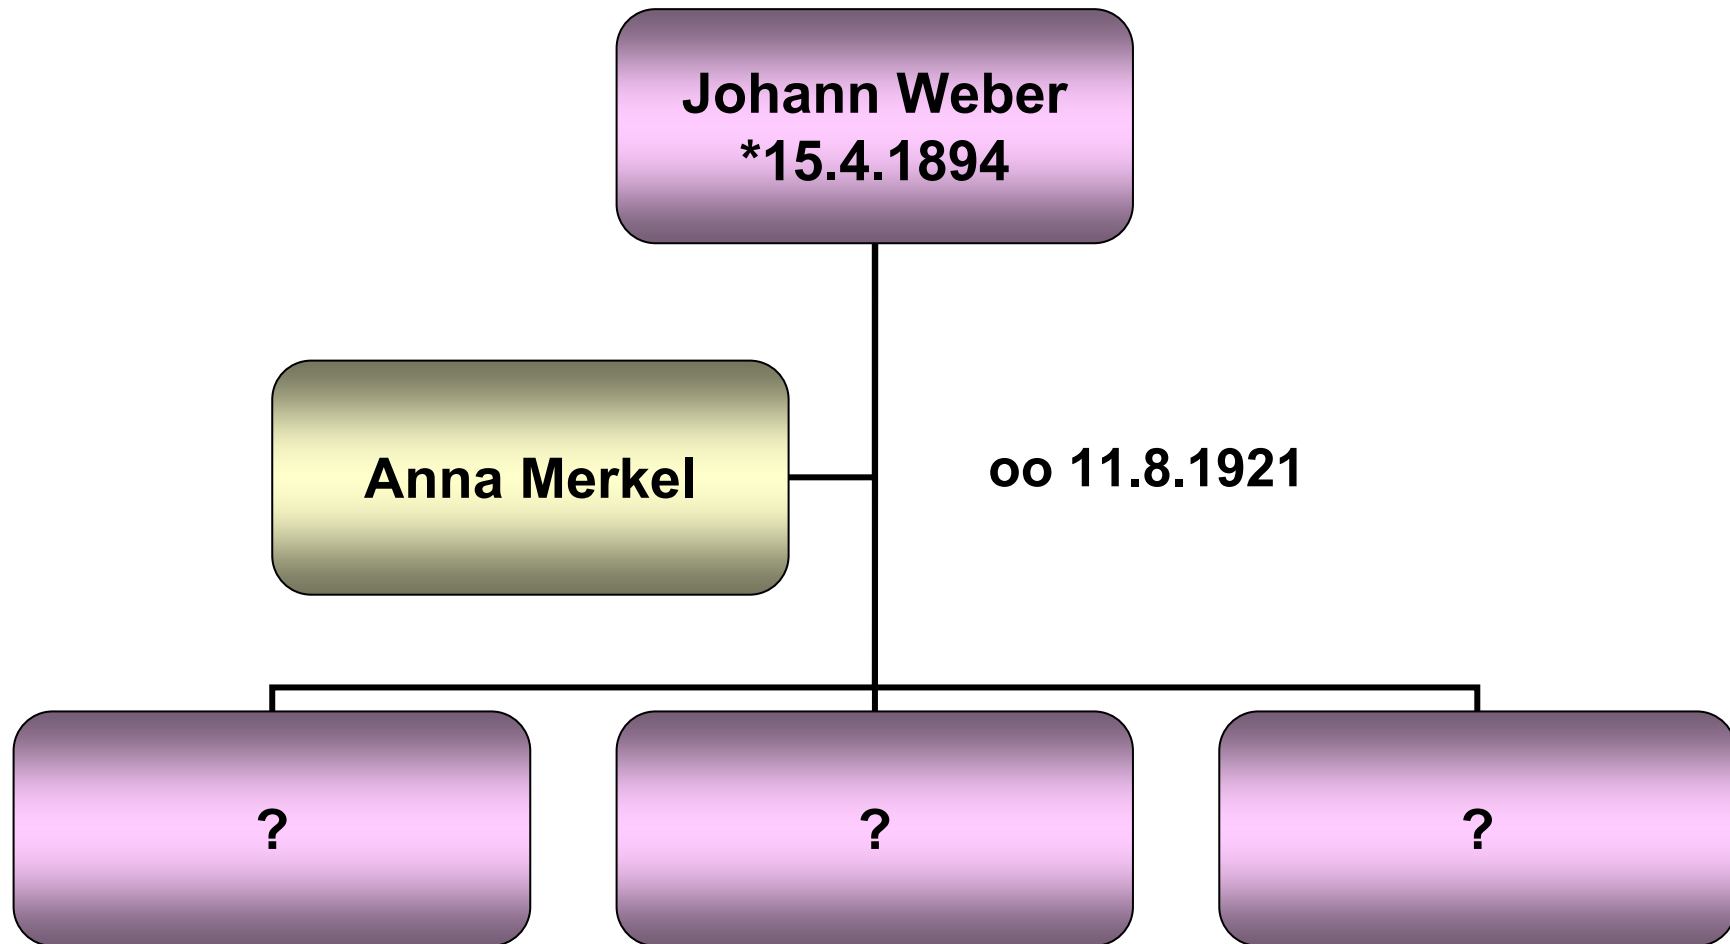 Johann Weber
*15.4.1894
Anna Merkel
oo 11.8.1921
?
?
?